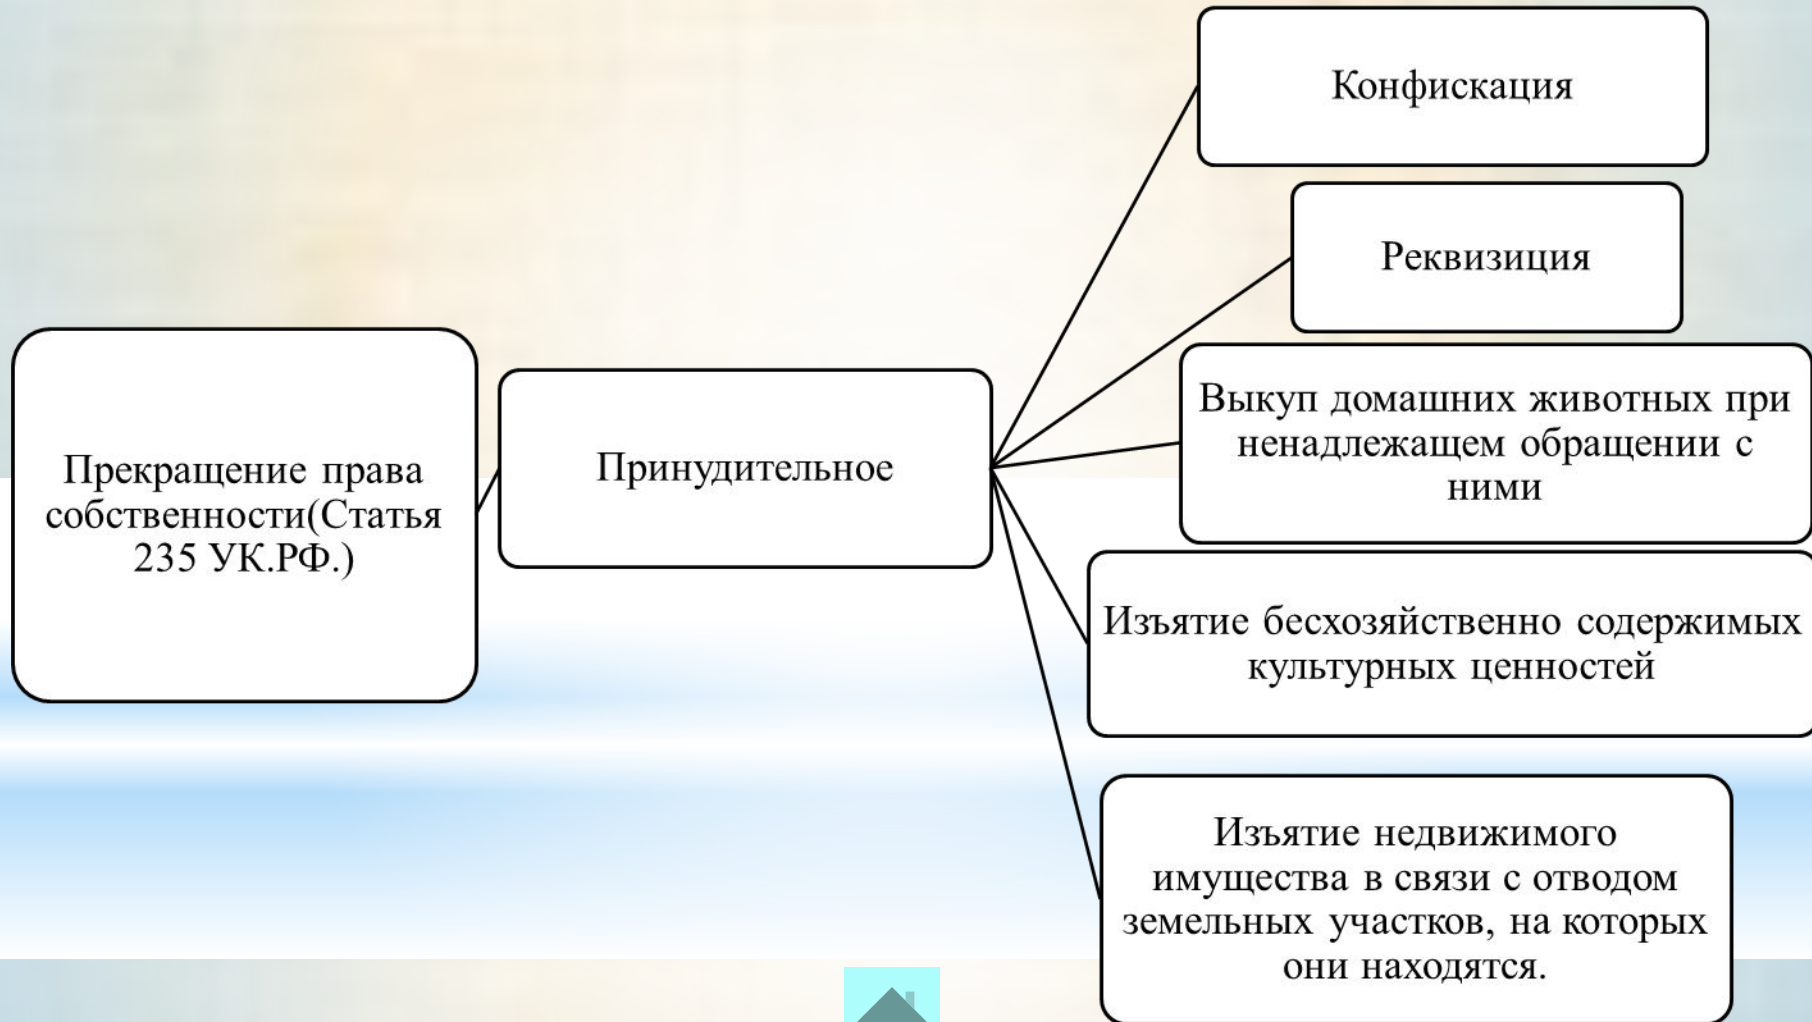 Прекращение права
собственности(Статья
235 УК.РФ.)
Принудительное
Конфискация
Реквизиция
Выкуп домашних животных при
ненадлежащем обращении с
ними
Изъятие бесхозяйственно содержимых
культурных ценностей
Изъятие недвижимого
имущества в связи с отводом
земельных участков, на которых
они находятся.